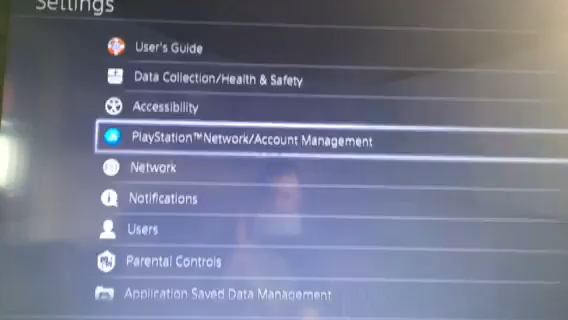 Settings
User's Guide
Data Collection/Health & Safety
Accessibility
PlayStation™Network/Account Management
Network
Notifications
Users
Parental Controls
Application Saved Data Management